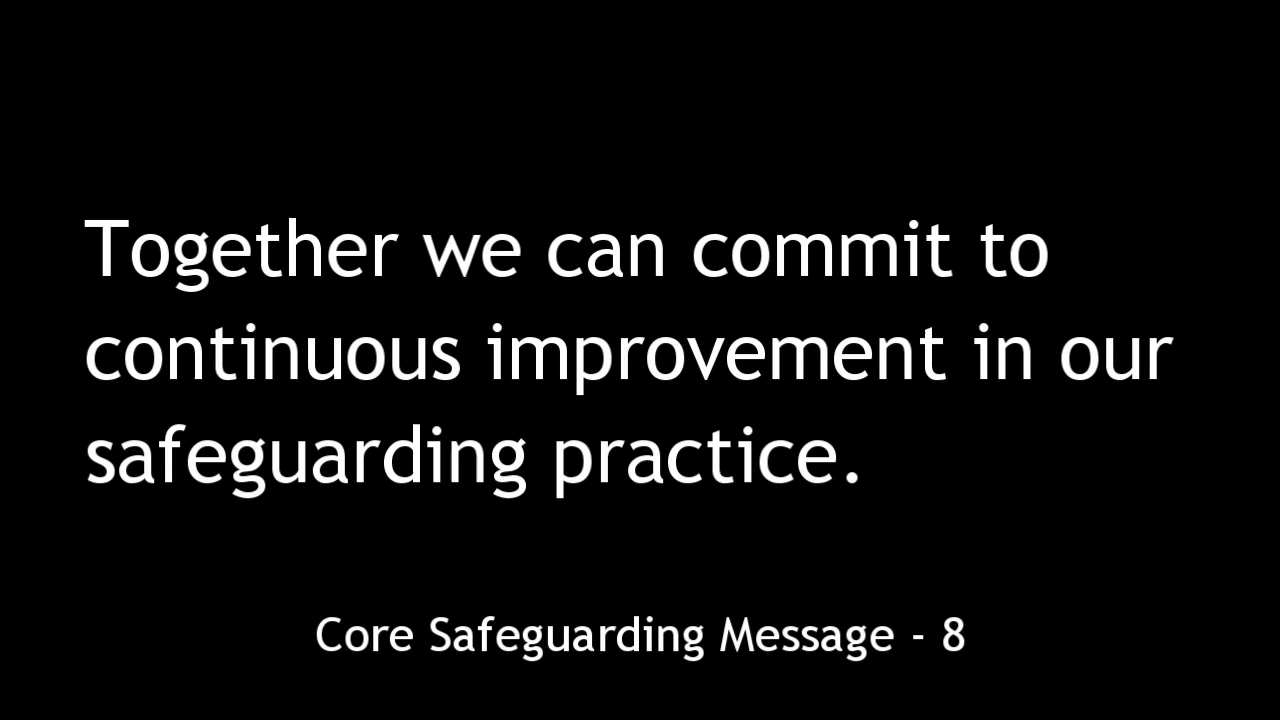 Together we can commit to
continuous improvement in our
safeguarding practice.
Core Safeguarding Message - 8